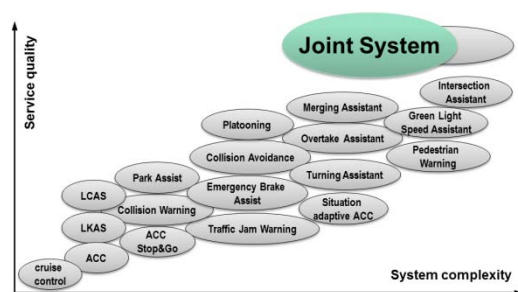 Joint System
Service quality
Intersection
Assistant
Merging Assistant
Green Light
Speed Assistant
Platooning
Overtake Assistant
Collision Avoidance
Pedestrian
Warning
Park Assist
Turning Assistant
Emergency Brake
Assist
LCAS
Collision Warning
Situation
adaptive ACC
LKAS
ACC
Stop&Go
Traffic Jam Warning
ACC
cruise
control
System complexity